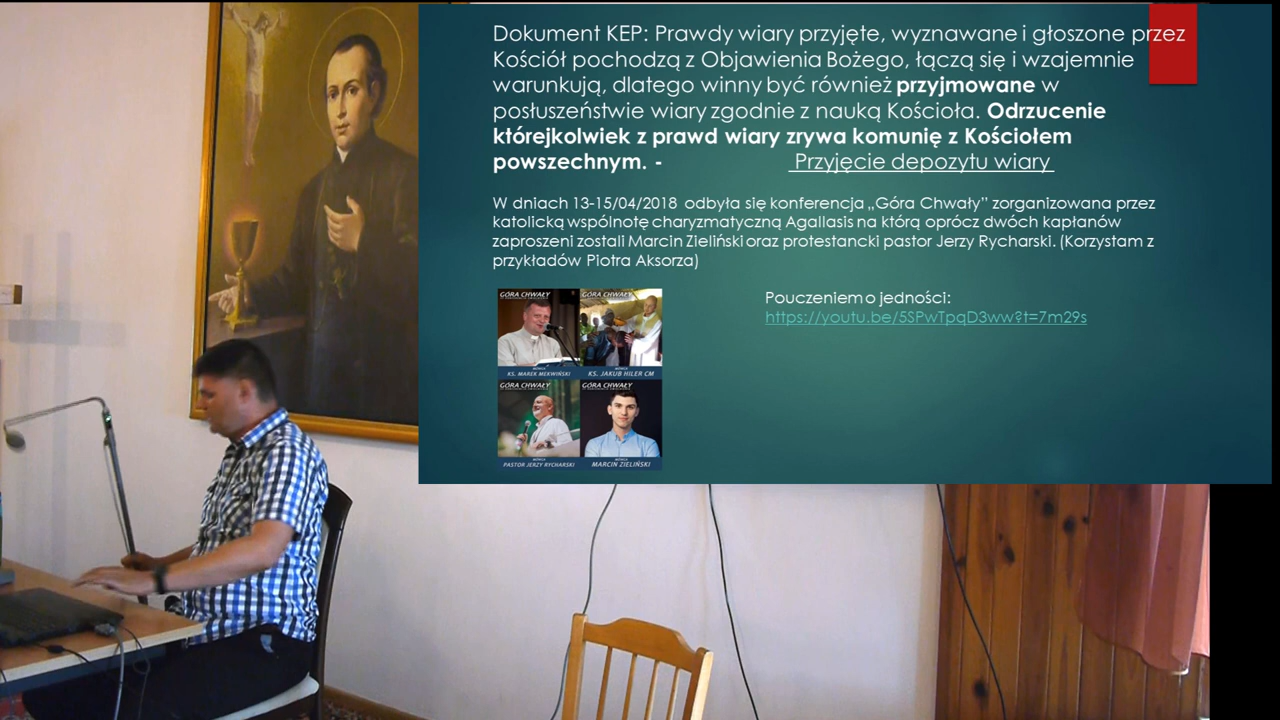 Dokument KEP: Prawdy wiary przyjęte, wyznawane i głoszone przez
Kościół pochodzą z Objawienia Bożego, łączą się i wzajemnie
warunkują, dlatego winny być również przyjmowane w
posłuszeństwie wiary zgodnie z nauką Kościoła. Odrzucenie
którejkolwiek z prawd wiary zrywa komunię z Kościołem
powszechnym. - Przyjęcie depozytu wiary
W dniach 13-15/04/2018 odbyła się konferencja „Góra Chwały” zorganizowana przez
katolicką wspólnotę charyzmatyczną Agallasis na którą oprócz dwóch kapłanów
zaproszeni zostali Marcin Zieliński oraz protestancki pastor Jerzy Rycharski. (Korzystam z
przykładów Piotra Aksorza)
Pouczeniem o jedności:
https://youtu.be/5SPwTpqD3ww?t=7m29s
GÓRA CHWAŁY
KS. MAREK MEKWIŃSKI
GÓRA CHWAŁY
KS. JAKUB HILER CM
GÓRA CHWAŁY
PASTOR JERZY RYCHARSKI
GÓRA CHWAŁY
MARCIN ZIELIŃSKI